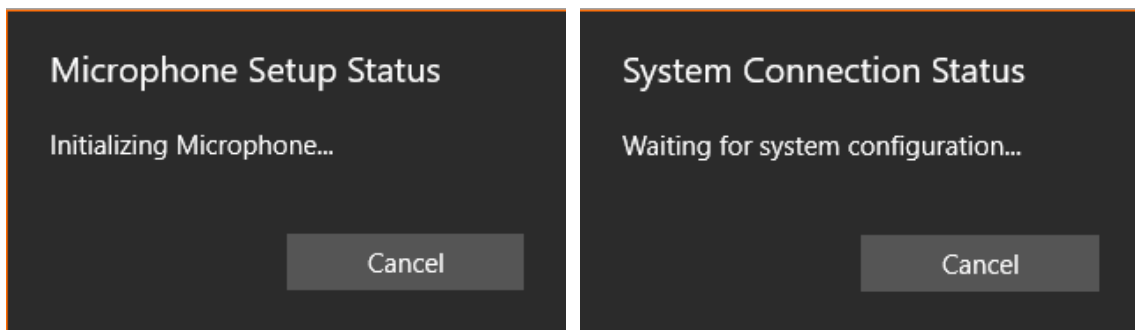 Microphone Setup Status
Initializing Microphone...
Cancel
System Connection Status
Waiting for system configuration...
Cancel